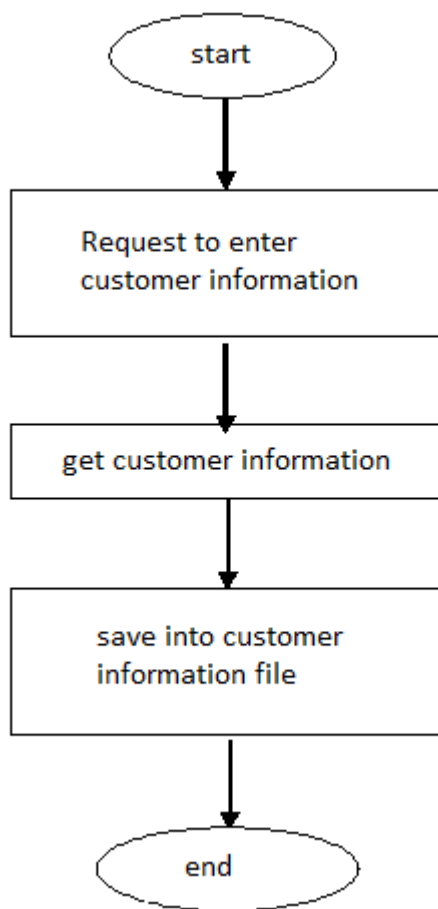 start
Request to enter
customer information
get customer information
save into customer
information file
end